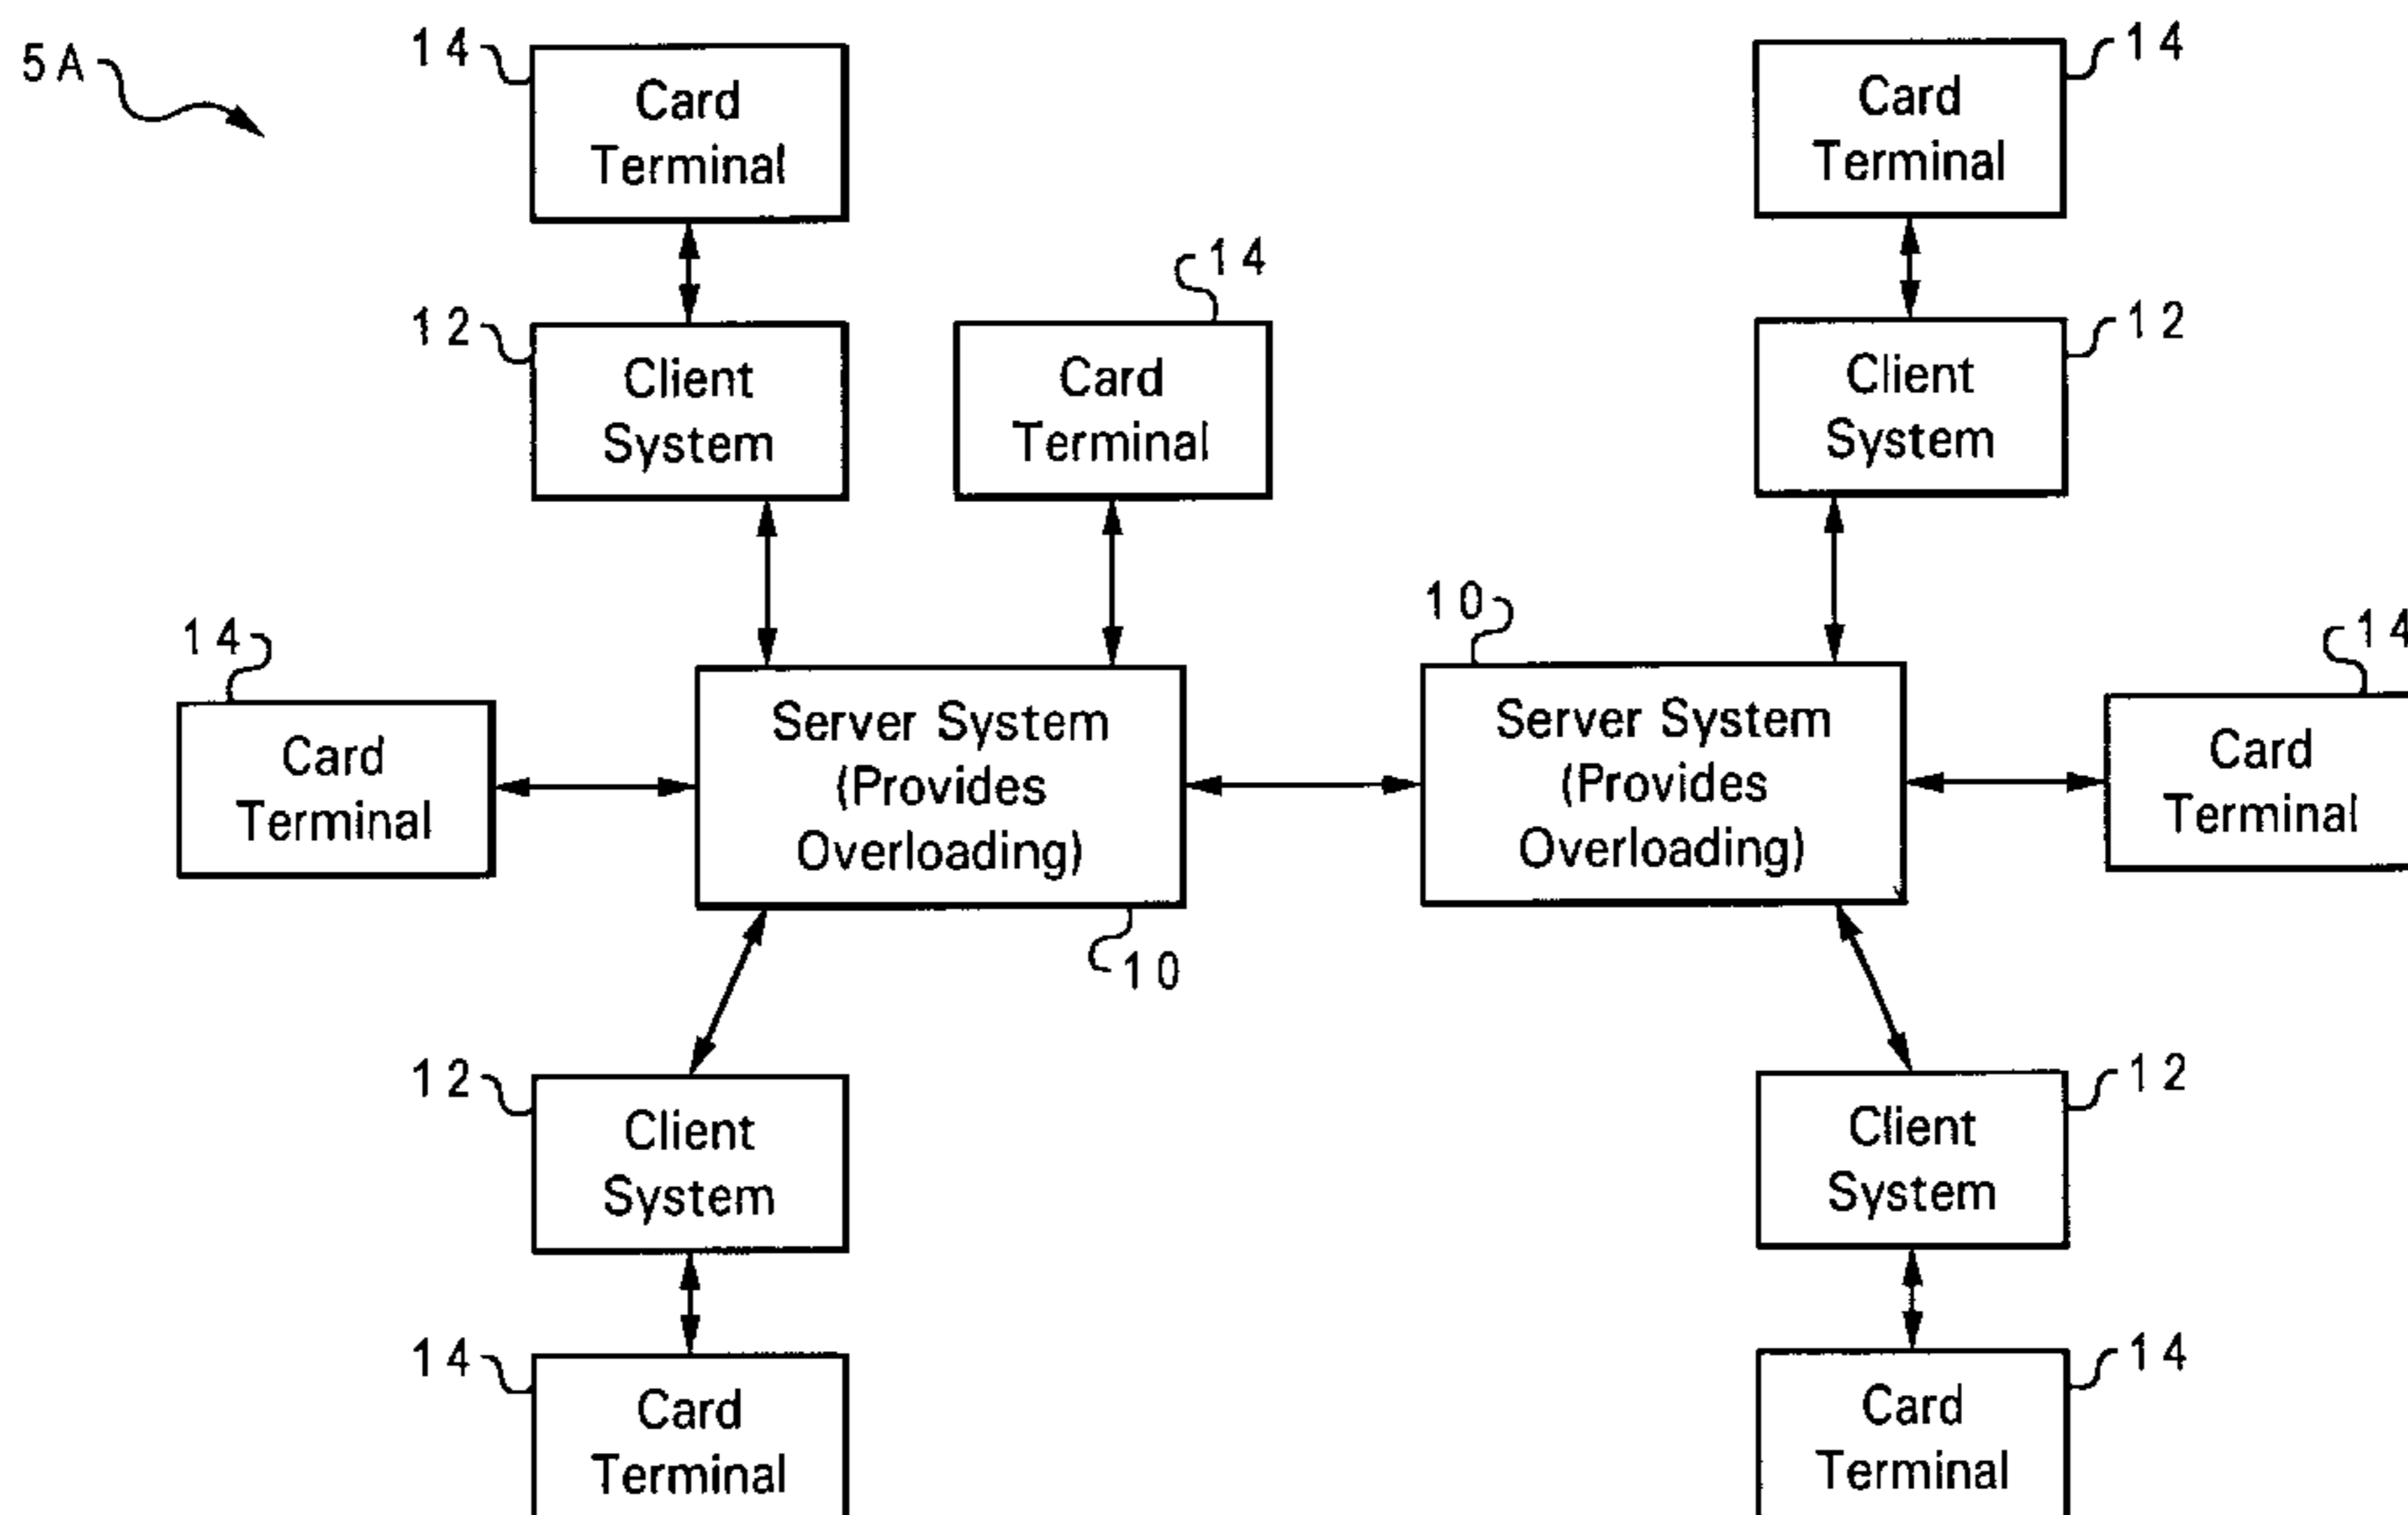 5A
14
Card
Terminal
14
Card
Terminal
12
Client
System
14
Card
Terminal
12
Client
System
14
Card
Terminal
10
Server System
(Provides
Overloading)
10
Server System
(Provides
Overloading)
14
Card
Terminal
12
Client
System
12
Client
System
14
Card
Terminal
14
Card
Terminal